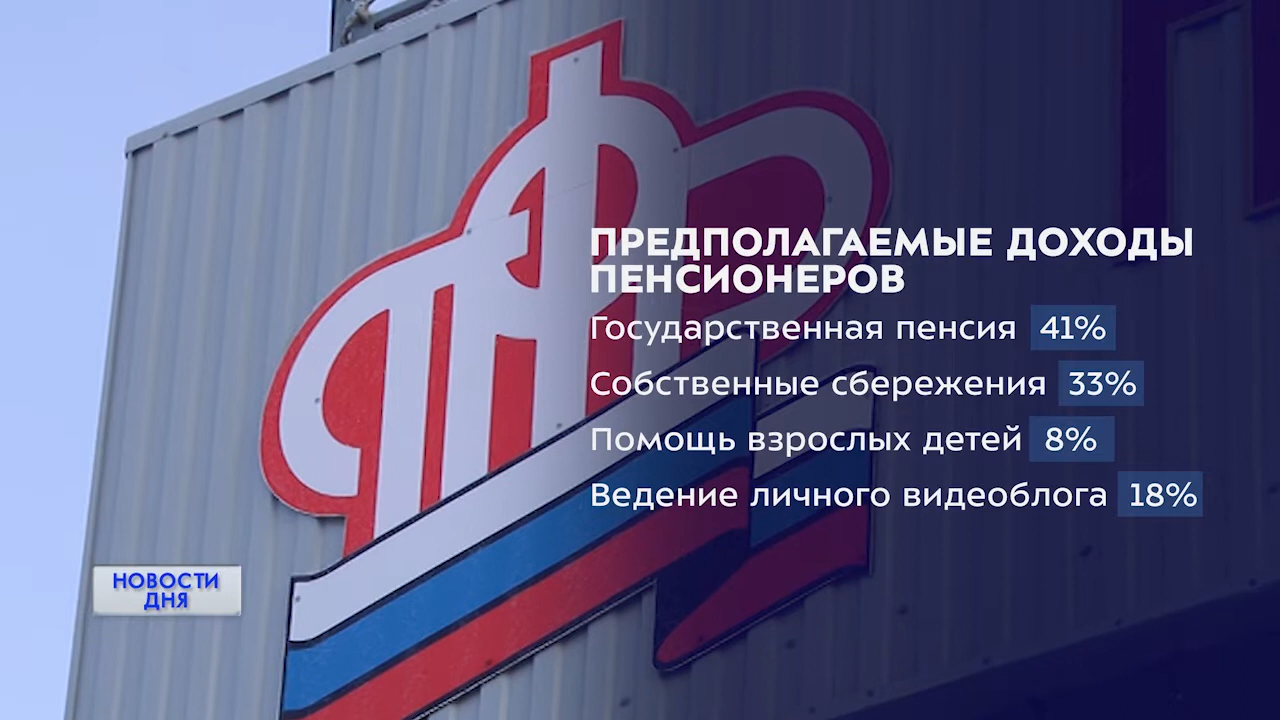 ПФР
ПРЕДПОЛАГАЕМЫЕ ДОХОДЫ
ПЕНСИОНЕРОВ
Государственная пенсия 41%
Собственные сбережения 33%
Помощь взрослых детей 8%
Ведение личного видеоблога 18%
НОВОСТИ
ДНЯ